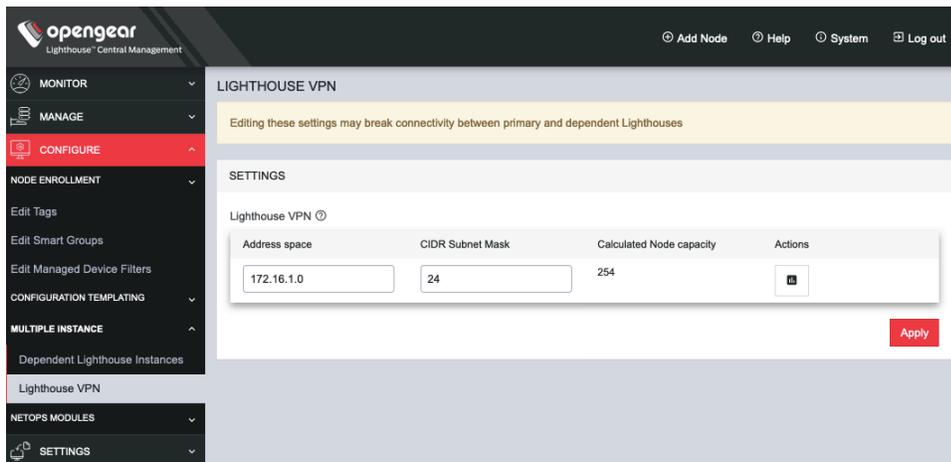 opengear
Lighthouse™ Central Management
Add Node
Help
System
Log out
MONITOR
MANAGE
CONFIGURE
NODE ENROLLMENT
Edit Tags
Edit Smart Groups
Edit Managed Device Filters
CONFIGURATION TEMPLATING
MULTIPLE INSTANCE
Dependent Lighthouse Instances
Lighthouse VPN
NETOPS MODULES
SETTINGS
LIGHTHOUSE VPN
Editing these settings may break connectivity between primary and dependent Lighthouses
SETTINGS
Lighthouse VPN
Address space CIDR Subnet Mask Calculated Node capacity Actions
172.16.1.0 24 254
Apply